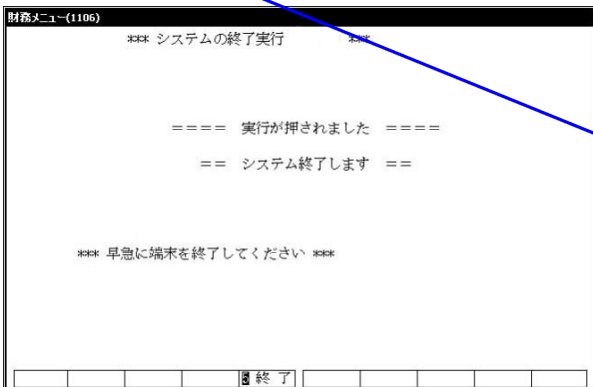 財務メニュー(1106)
*** システムの終了実行 ***
==== 実行が押されました ====
== システム終了します ==
*** 早急に端末を終了してください ***
5 終 了